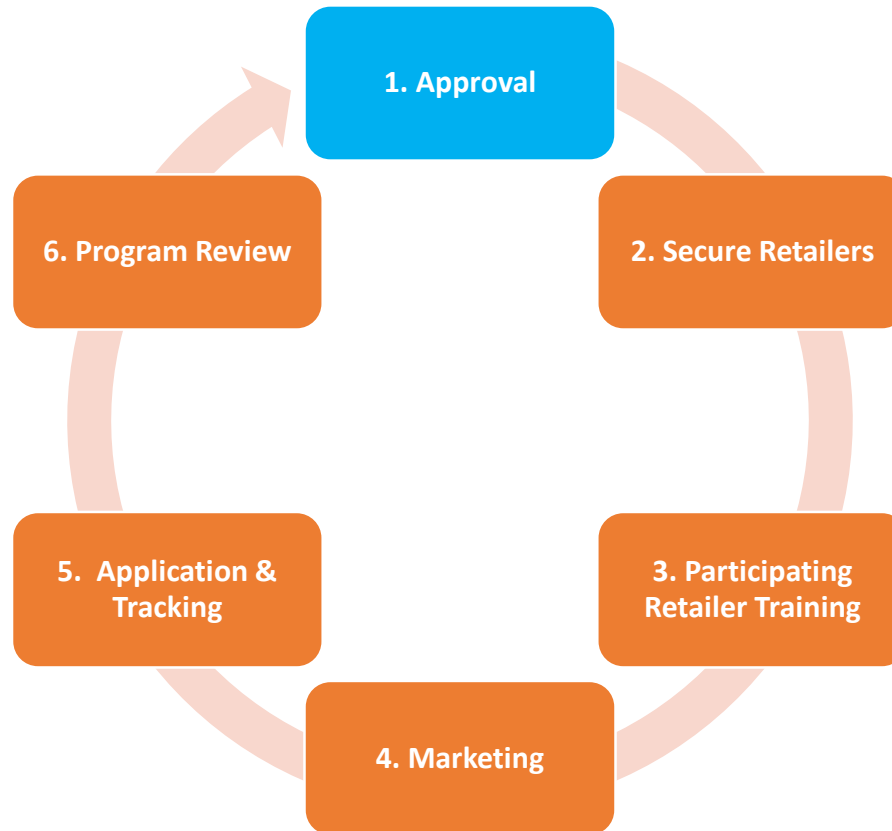 1. Approval
2. Secure Retailers
3. Participating
Retailer Training
4. Marketing
5.  Application &
Tracking
6. Program Review